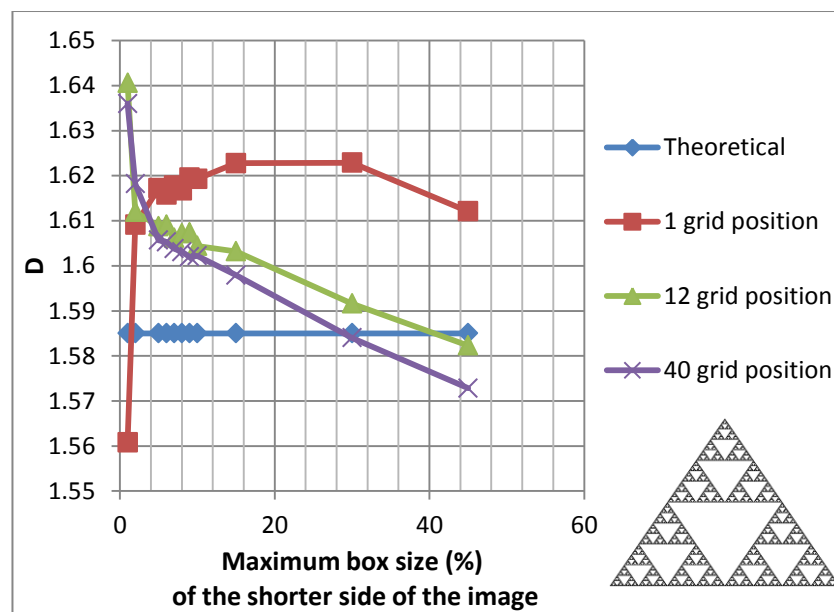 1.65
1.64
1.63
1.62
1.61
1.6
1.59
1.58
1.57
1.56
1.55
D
0 20 40 60
Maximum box size (%)
of the shorter side of the image
Theoretical
1 grid position
12 grid position
40 grid position